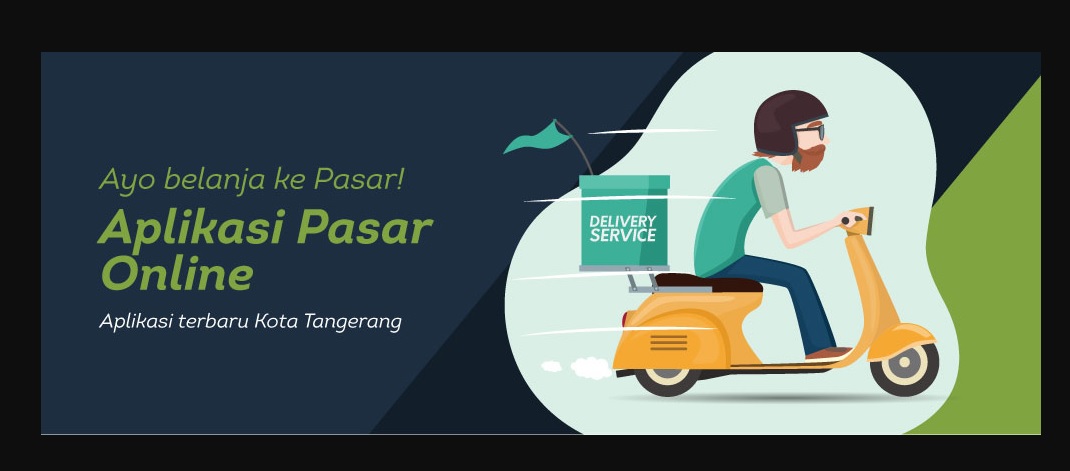 Ayo belanja ke Pasar!
Aplikasi Pasar
Online
Aplikasi terbaru Kota Tangerang
DELIVERY
SERVICE